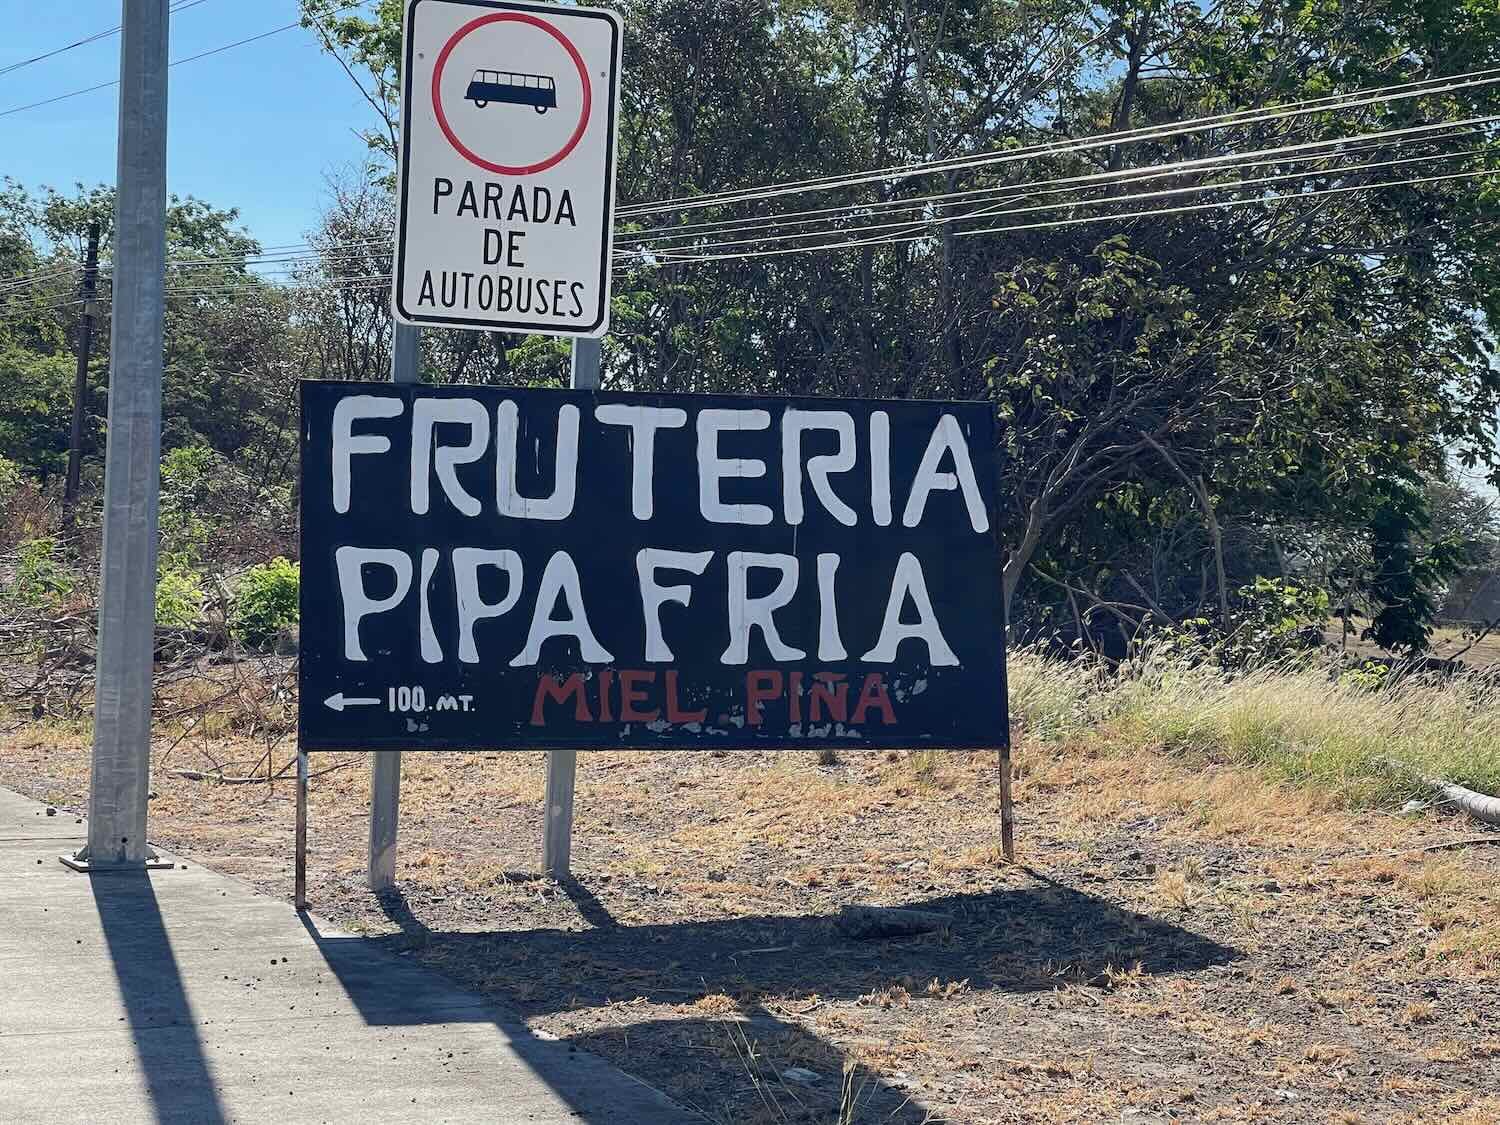 PARADA
DE
AUTOBUSES
FRUTERIA
PIPA FRIA
← 100.MT.
MIEL PIÑA